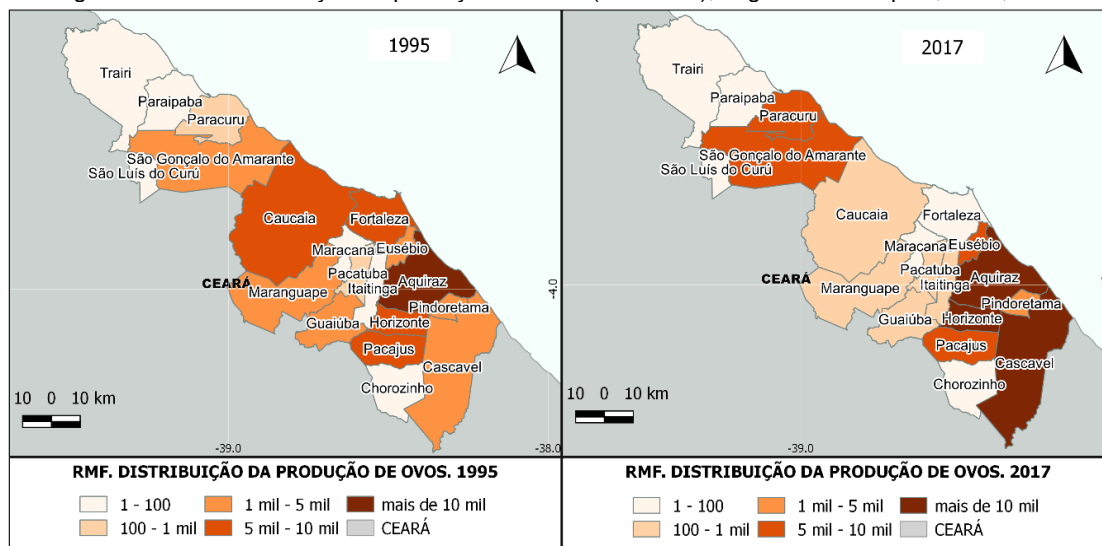 1995
Trairi
Paraipaba
Paracuru
São Gonçalo do Amarante
São Luís do Curú
Caucaia
Fortaleza
Maracana
Eusébio
CEARÁ
Pacatuba
Aquiraz
Maranguape
Itaitinga
Pindoretama
Guaiúba
Horizonte
Pacajus
Cascavel
Chorozinho
10 0 10 km
-39.0
-38.0
RMF. DISTRIBUIÇÃO DA PRODUÇÃO DE OVOS. 1995
1 - 100
1 mil - 5 mil
mais de 10 mil
100 - 1 mil
5 mil - 10 mil
CEARÁ
2017
Trairi
Paraipaba
Paracuru
São Gonçalo do Amarante
São Luís do Curú
Caucaia
Fortaleza
Maracana
Eusébio
CEARÁ
Pacatuba
Aquiraz
-4.0
Maranguape
Itaitinga
Pindoretama
Guaiúba
Horizonte
Pacajus
Cascavel
Chorozinho
10 0 10 km
-39.0
RMF. DISTRIBUIÇÃO DA PRODUÇÃO DE OVOS. 2017
1 - 100
1 mil - 5 mil
mais de 10 mil
100 - 1 mil
5 mil - 10 mil
CEARÁ